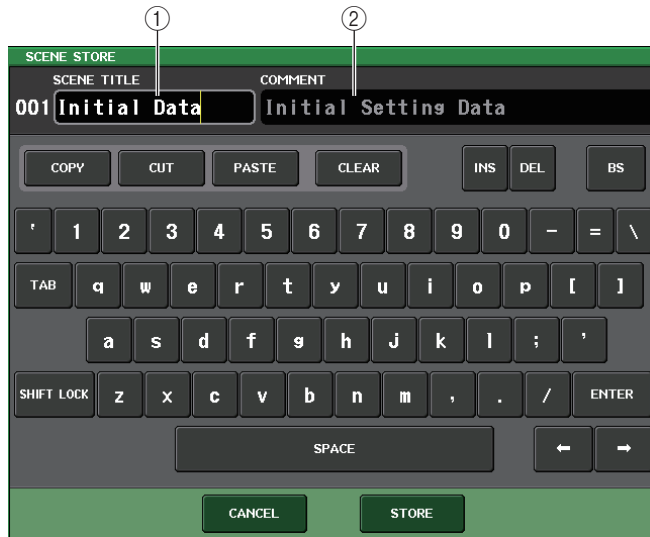 ① ②
SCENE STORE
SCENE TITLE COMMENT
001 Initial Data Initial Setting Data
COPY CUT PASTE CLEAR INS DEL BS
' 1 2 3 4 5 6 7 8 9 0 - = \
TAB q w e r t y u i o p [ ]
a s d f g h j k l ; '
SHIFT LOCK z x c v b n m , . / ENTER
SPACE ← →
CANCEL STORE